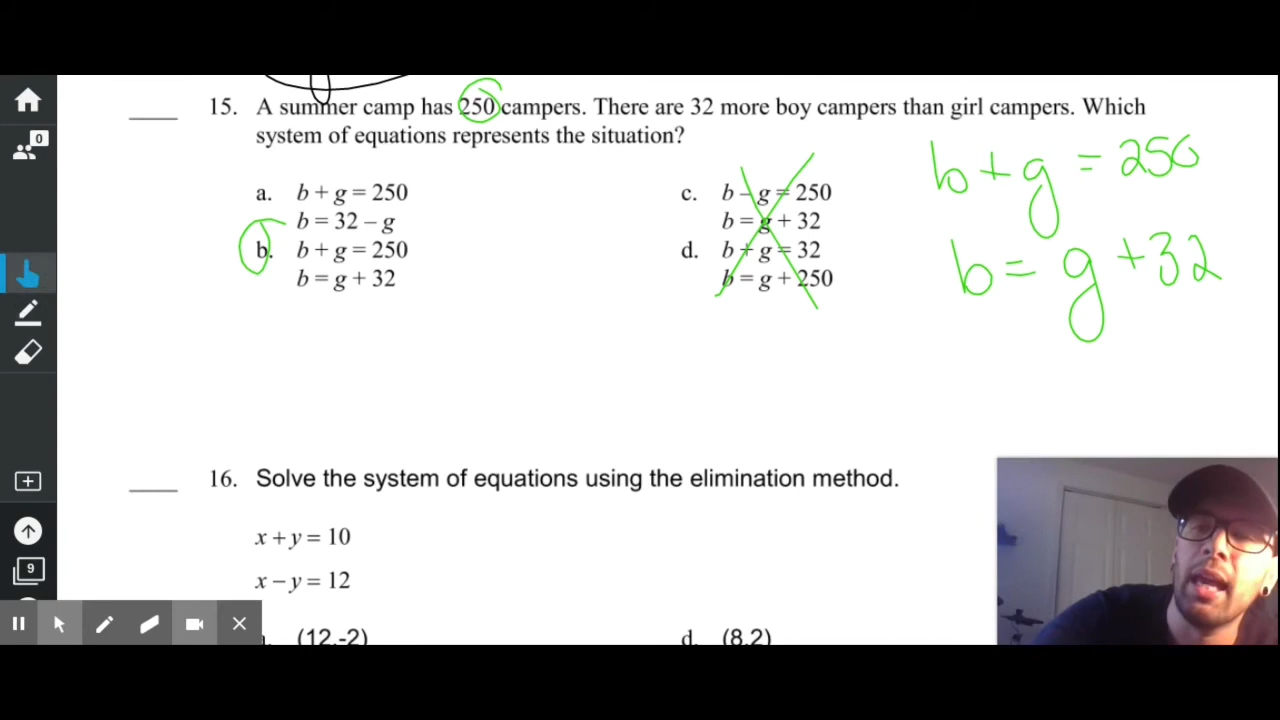 0
15. A summer camp has 250 campers. There are 32 more boy campers than girl campers. Which
system of equations represents the situation?
a. b + g = 250
b = 32 – g
b. b + g = 250
b = g + 32
c. b – g = 250
b = g + 32
d. b + g = 32
b = g + 250
b + g = 250
b = g + 32
16. Solve the system of equations using the elimination method.
x + y = 10
x – y = 12
9
(12,-2)
d. (8,2)